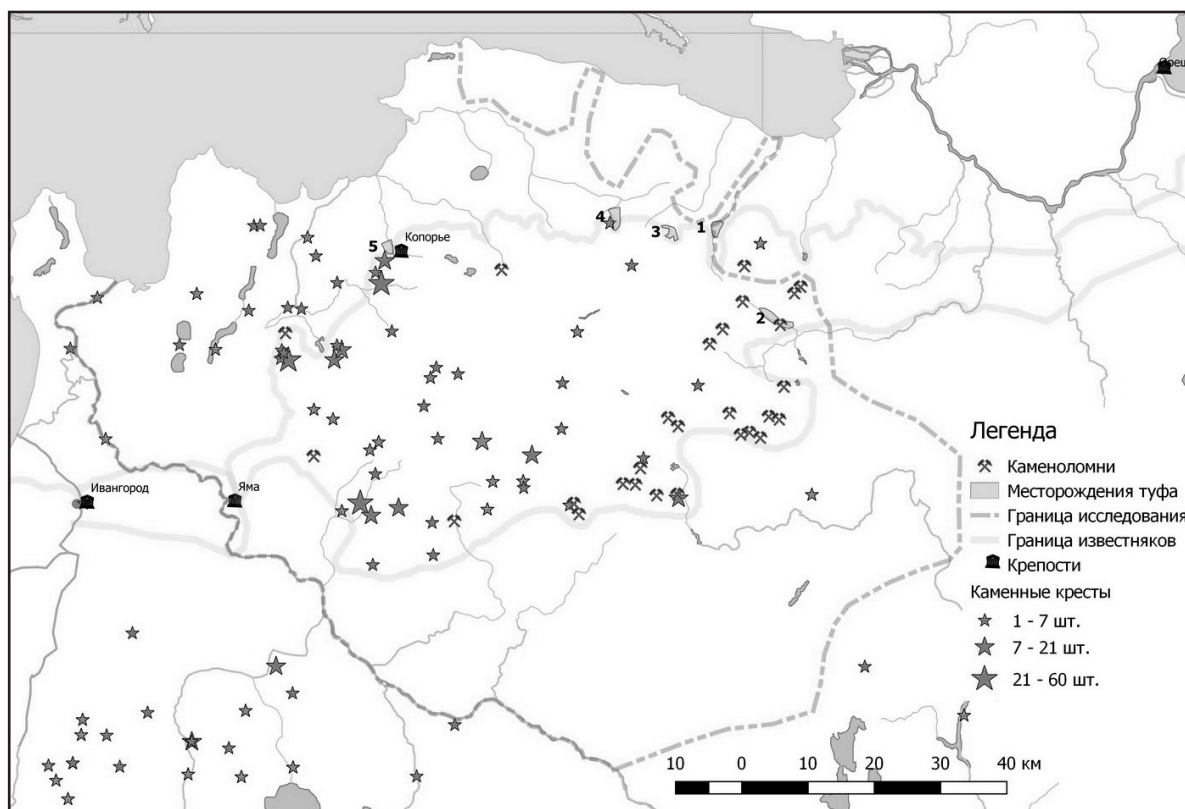 Ореш
4
3
1
5
Копорье
2
Легенда
Каменоломни
Месторождения туфа
Граница исследования
Граница известняков
Крепости
Каменные кресты
1 - 7 шт.
7 - 21 шт.
21 - 60 шт.
Ивангород
Яма
10 0 10 20 30 40 км